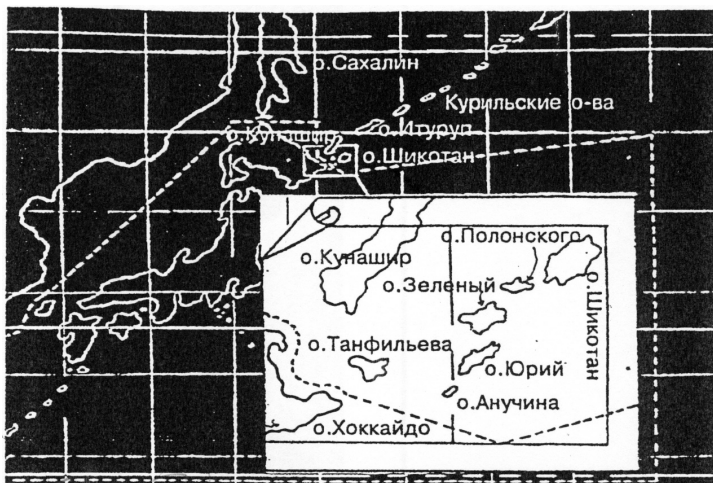 о.Сахалин
Курильские о-ва
о.Кунашир
о.Итуруп
о.Шикотан
о.Полонского
о.Кунашир
о.Зеленый
о.Шикотан
о.Танфильева
о.Юрий
о.Анучина
о.Хоккайдо